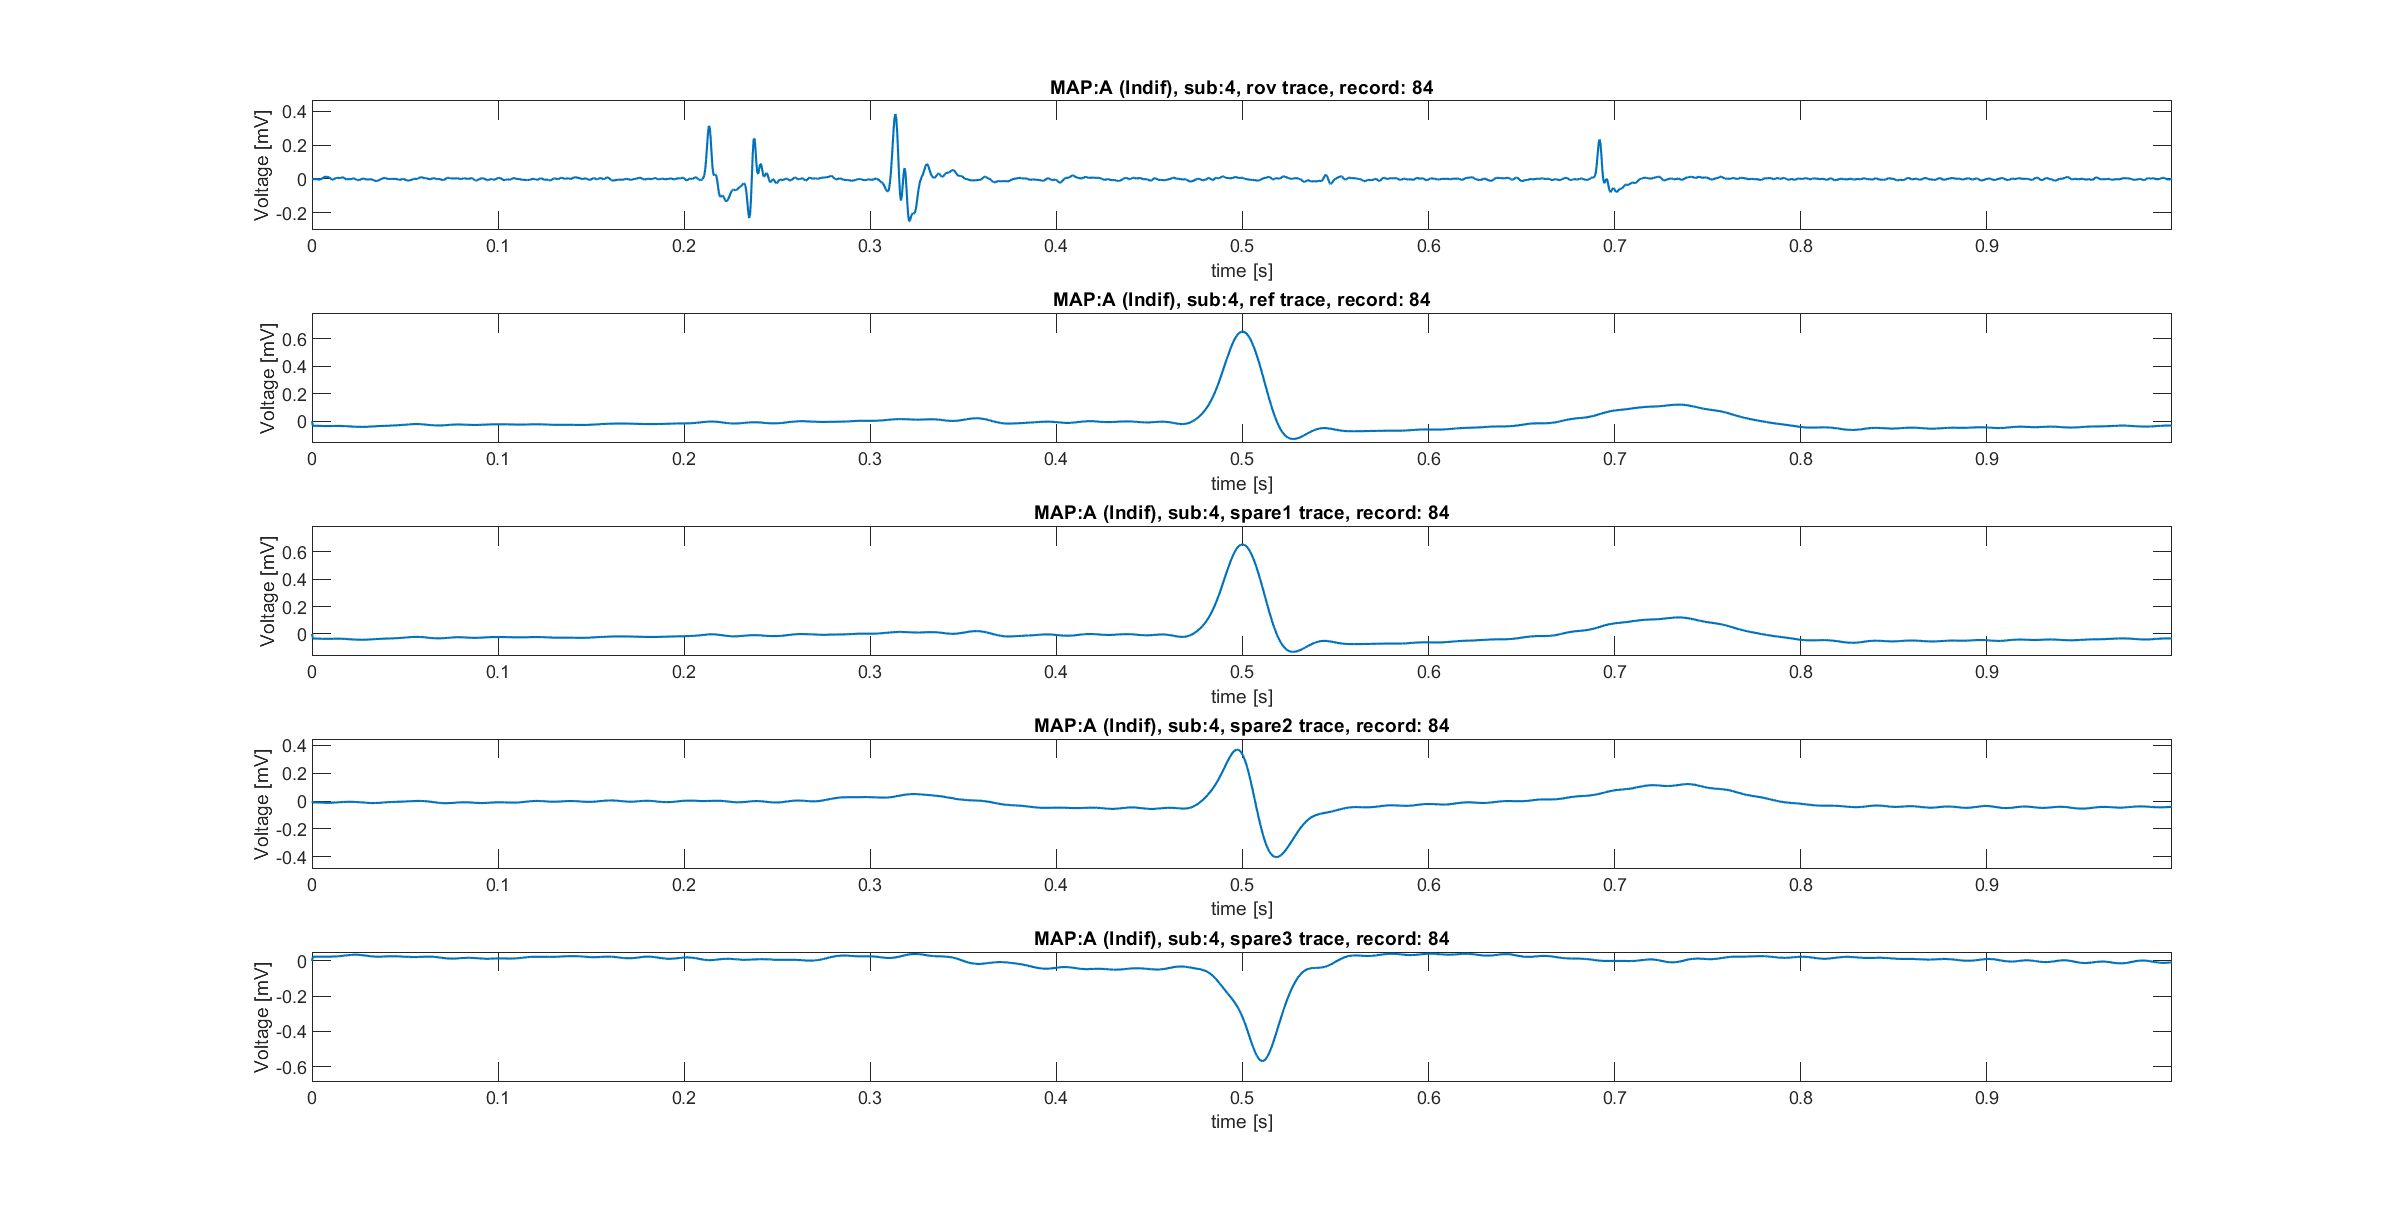 MAP:A (Indif), sub:4, rov trace, record: 84
Voltage [mV]
0.4
0.2
0
-0.2
0 0.1 0.2 0.3 0.4 0.5 0.6 0.7 0.8 0.9
time [s]
MAP:A (Indif), sub:4, ref trace, record: 84
Voltage [mV]
0.6
0.4
0.2
0
0 0.1 0.2 0.3 0.4 0.5 0.6 0.7 0.8 0.9
time [s]
MAP:A (Indif), sub:4, spare1 trace, record: 84
Voltage [mV]
0.6
0.4
0.2
0
0 0.1 0.2 0.3 0.4 0.5 0.6 0.7 0.8 0.9
time [s]
MAP:A (Indif), sub:4, spare2 trace, record: 84
Voltage [mV]
0.4
0.2
0
-0.2
-0.4
0 0.1 0.2 0.3 0.4 0.5 0.6 0.7 0.8 0.9
time [s]
MAP:A (Indif), sub:4, spare3 trace, record: 84
Voltage [mV]
0
-0.2
-0.4
-0.6
0 0.1 0.2 0.3 0.4 0.5 0.6 0.7 0.8 0.9
time [s]